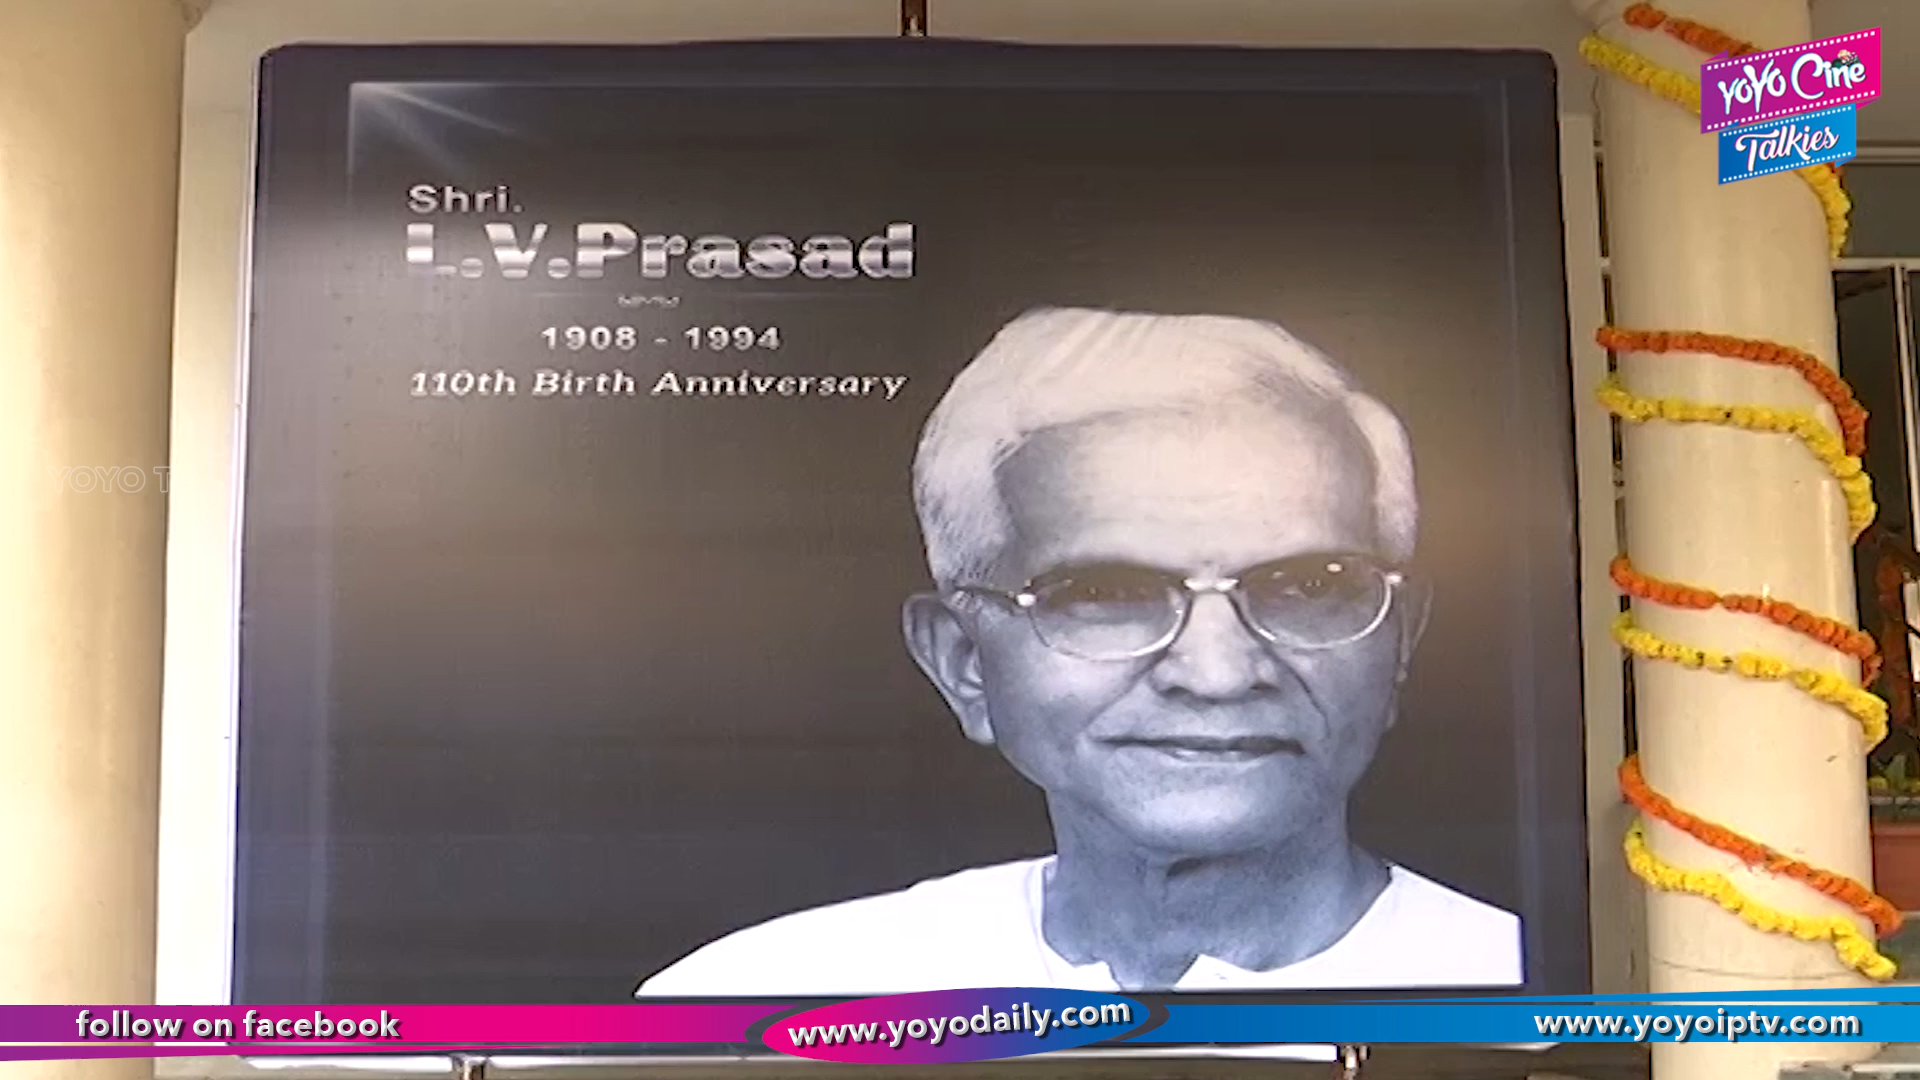 YOYO Cine
Talkies
Shri.
L.V.Prasad
1908 - 1994
110th Birth Anniversary
YOYO T
follow on facebook
www.yoyodaily.com
www.yoyoiptv.com